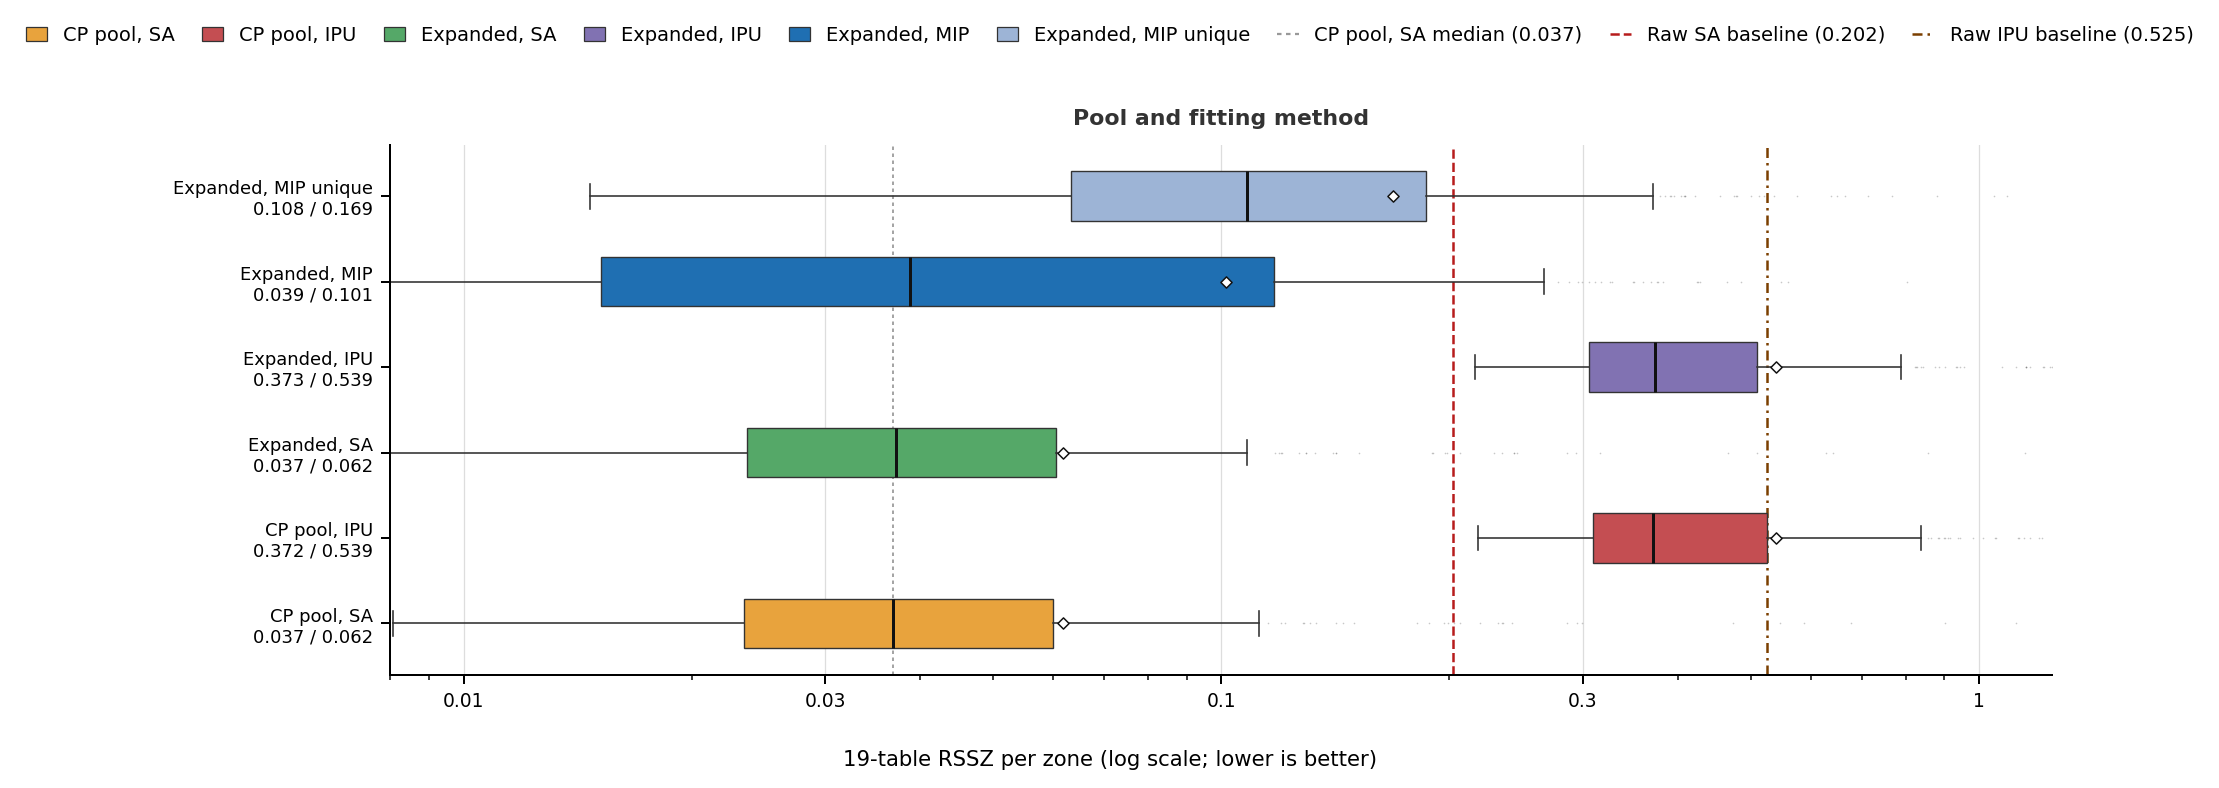 CP pool, SA  CP pool, IPU  Expanded, SA  Expanded, IPU  Expanded, MIP  Expanded, MIP unique  CP pool, SA median (0.037)  Raw SA baseline (0.202)  Raw IPU baseline (0.525)
Pool and fitting method
Expanded, MIP unique
0.108 / 0.169
Expanded, MIP
0.039 / 0.101
Expanded, IPU
0.373 / 0.539
Expanded, SA
0.037 / 0.062
CP pool, IPU
0.372 / 0.539
CP pool, SA
0.037 / 0.062
0.01  0.03  0.1  0.3  1
19-table RSSZ per zone (log scale; lower is better)